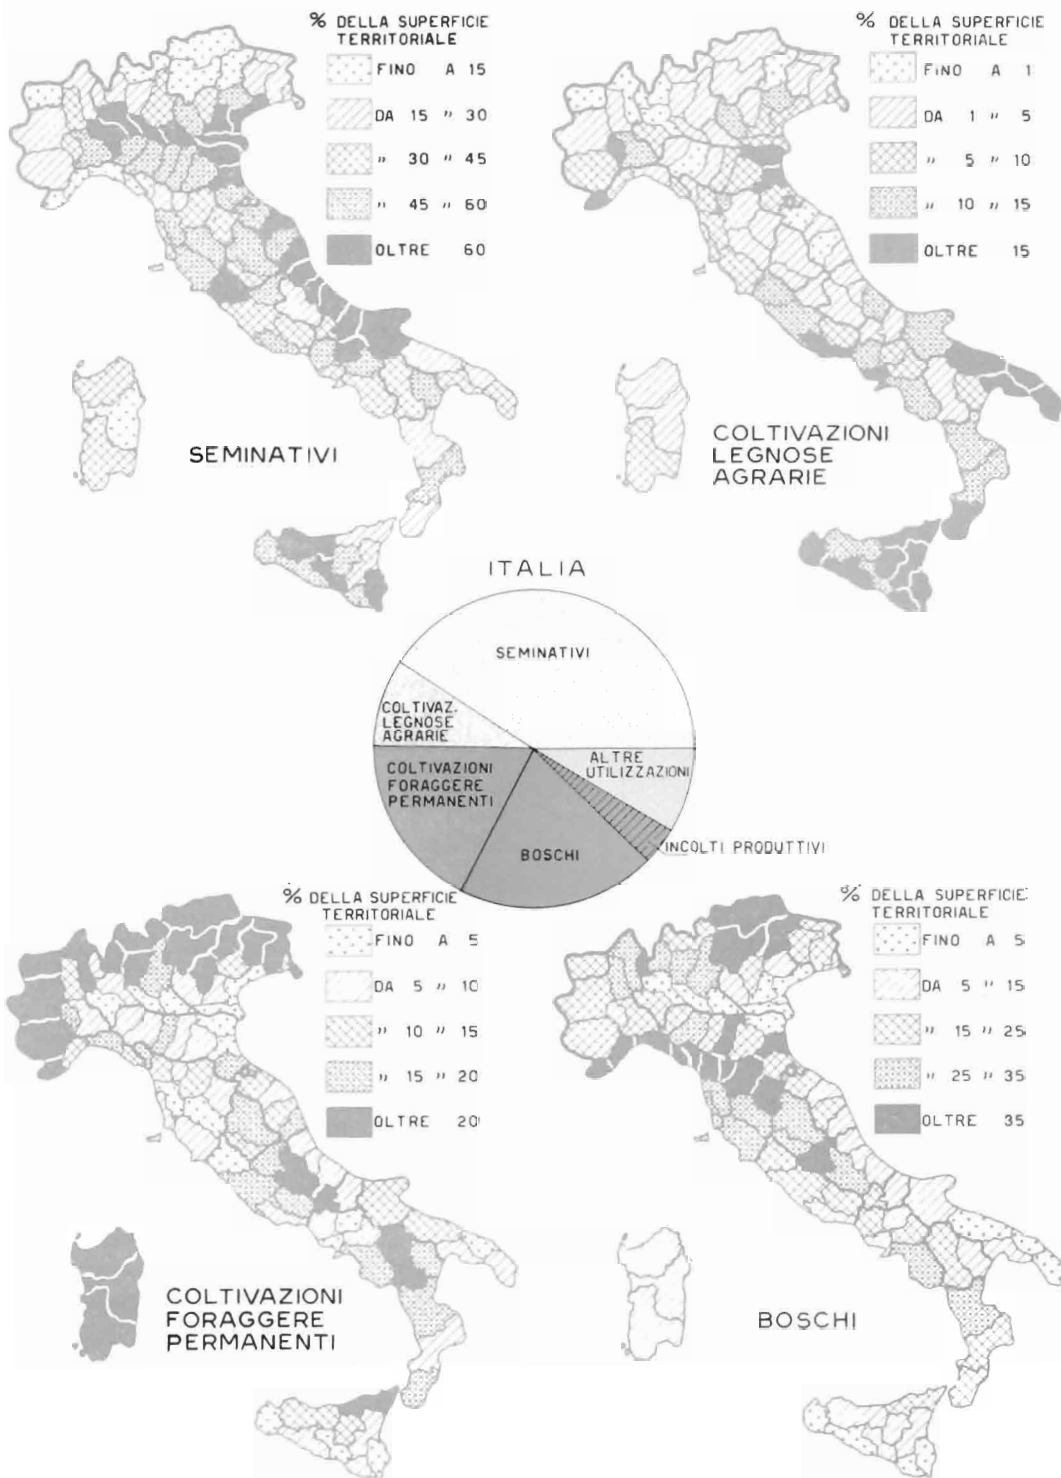 % DELLA SUPERFICIE
TERRITORIALE
FINO A 15
DA 15 " 30
" 30 " 45
" 45 " 60
OLTRE 60
SEMINATIVI
% DELLA SUPERFICIE
TERRITORIALE
FINO A 1
DA 1 " 5
" 5 " 10
" 10 " 15
OLTRE 15
COLTIVAZIONI
LEGNOSE
AGRARIE
ITALIA
SEMINATIVI
COLTIVAZ.
LEGNOSE
AGRARIE
COLTIVAZIONI
FORAGGERE
PERMANENTI
ALTRE
UTILIZZAZIONI
BOSCHI
INCOLTI PRODUTTIVI
% DELLA SUPERFICIE
TERRITORIALE
FINO A 5
DA 5 " 10
" 10 " 15
" 15 " 20
OLTRE 20
COLTIVAZIONI
FORAGGERE
PERMANENTI
% DELLA SUPERFICIE
TERRITORIALE
FINO A 5
DA 5 " 15
" 15 " 25
" 25 " 35
OLTRE 35
BOSCHI